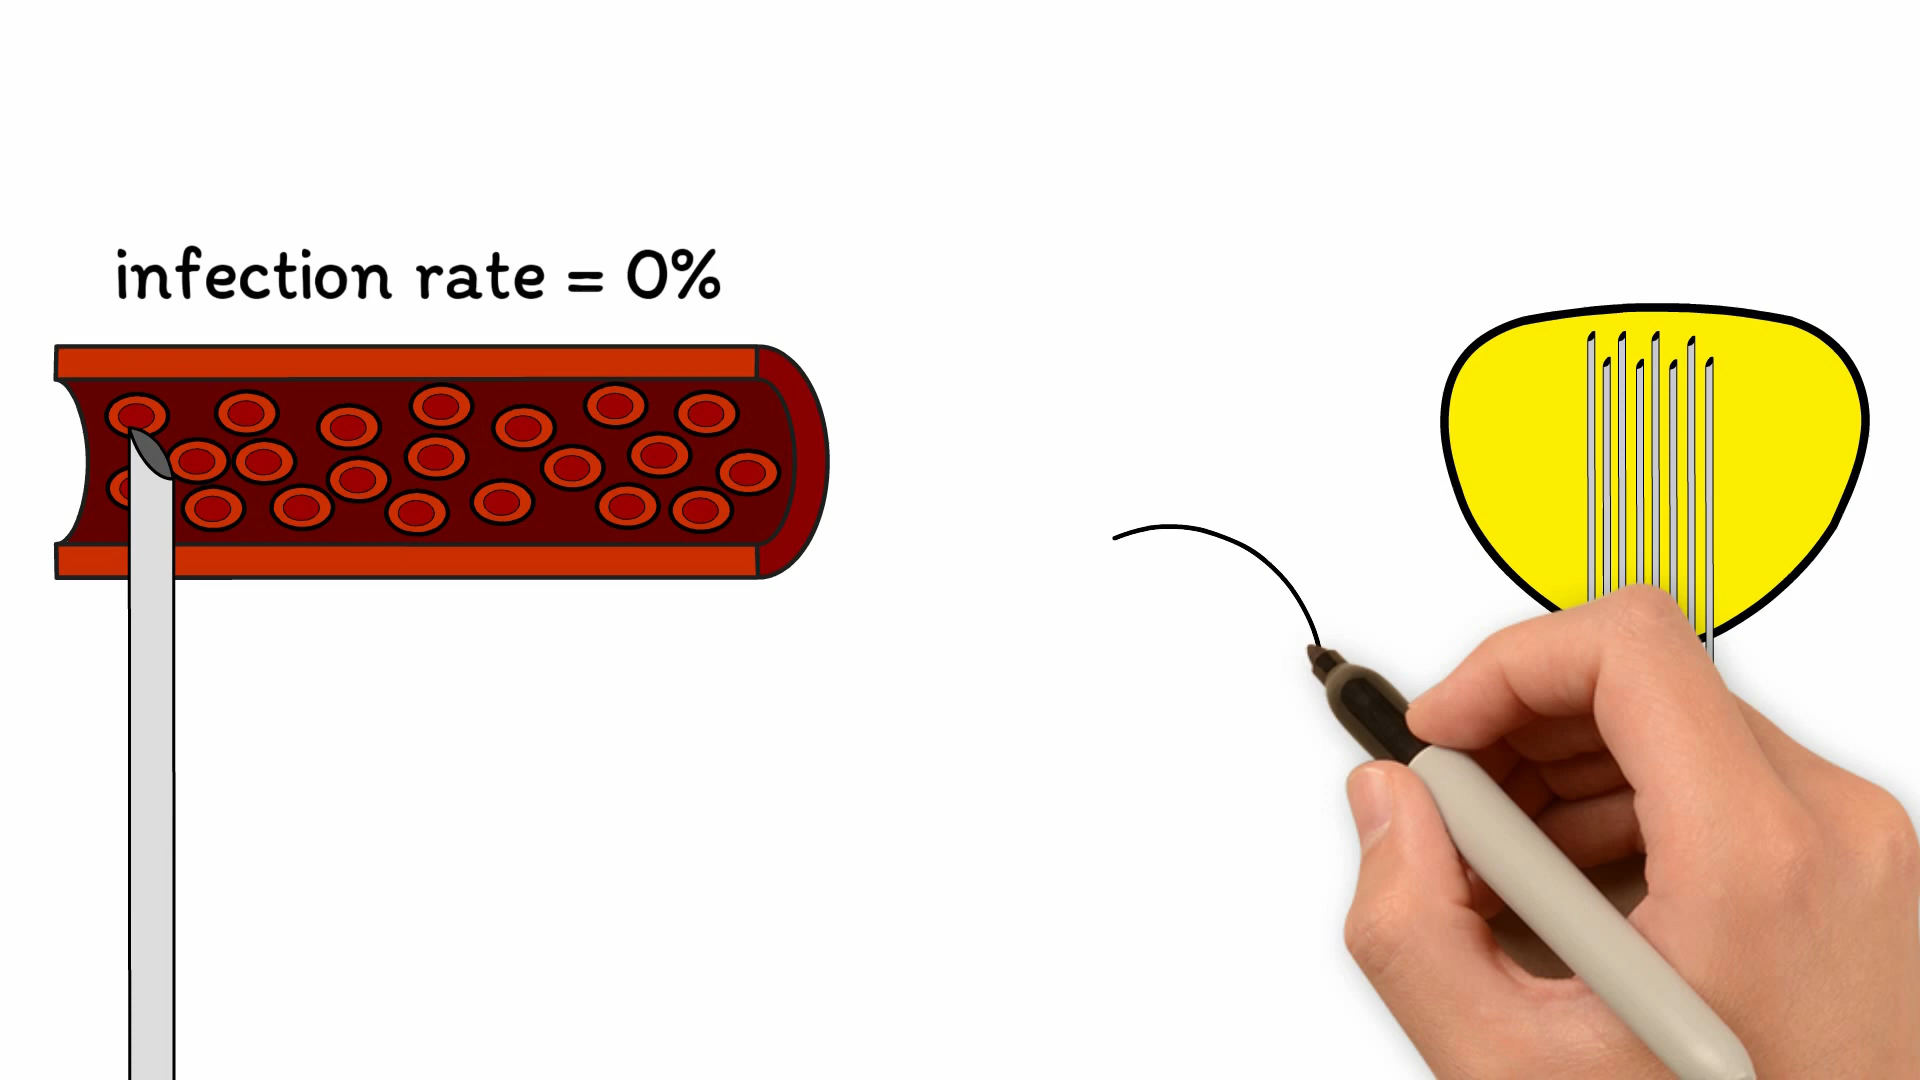 infection rate = 0%